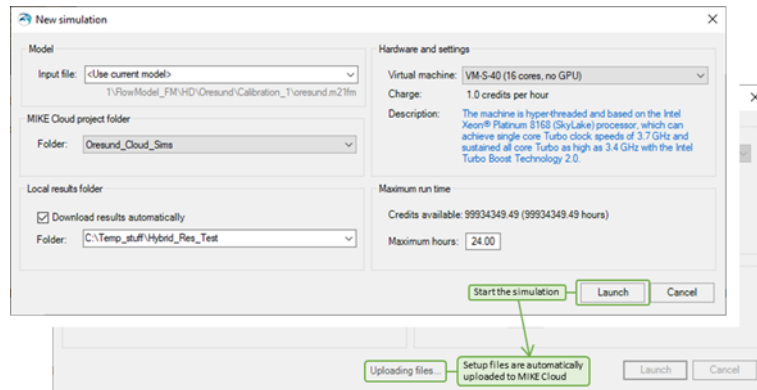 New simulation
Model
Input file: <Use current model>
1\FlowModel_FM\HD\Oresund\Calibration_1\oresund.m21fm
MIKE Cloud project folder
Folder: Oresund_Cloud_Sims
Local results folder
Download results automatically
Folder: C:\Temp_stuff\Hybrid_Res_Test
Hardware and settings
Virtual machine: VM-S-40 (16 cores, no GPU)
Charge: 1.0 credits per hour
Description: The machine is hyper-threaded and based on the Intel
Xeon® Platinum 8168 (SkyLake) processor, which can
achieve single core Turbo clock speeds of 3.7 GHz and
sustained all core Turbo as high as 3.4 GHz with the Intel
Turbo Boost Technology 2.0.
Maximum run time
Credits available: 99934349.49 (99934349.49 hours)
Maximum hours: 24.00
Start the simulation
Launch Cancel
Uploading files...
Setup files are automatically
uploaded to MIKE Cloud
Launch Cancel